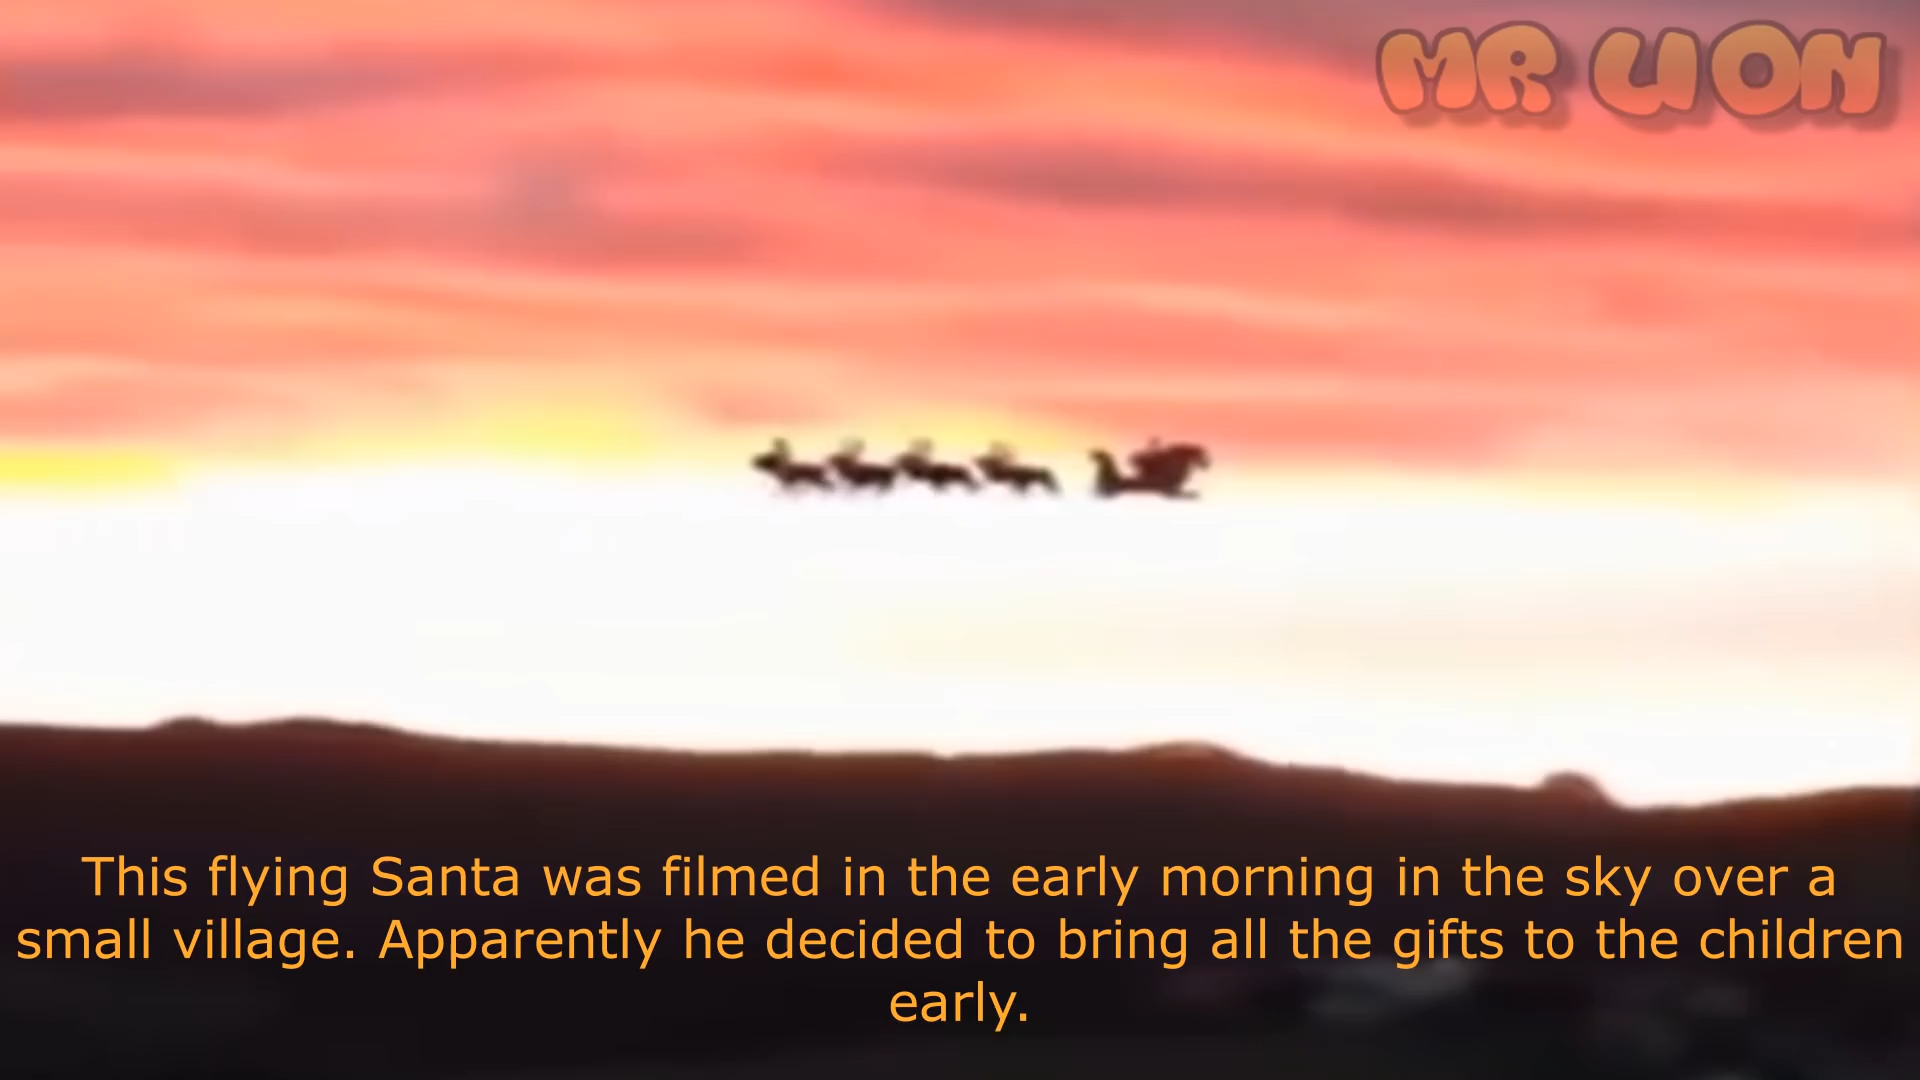 MR LION
This flying Santa was filmed in the early morning in the sky over a
small village. Apparently he decided to bring all the gifts to the children
early.